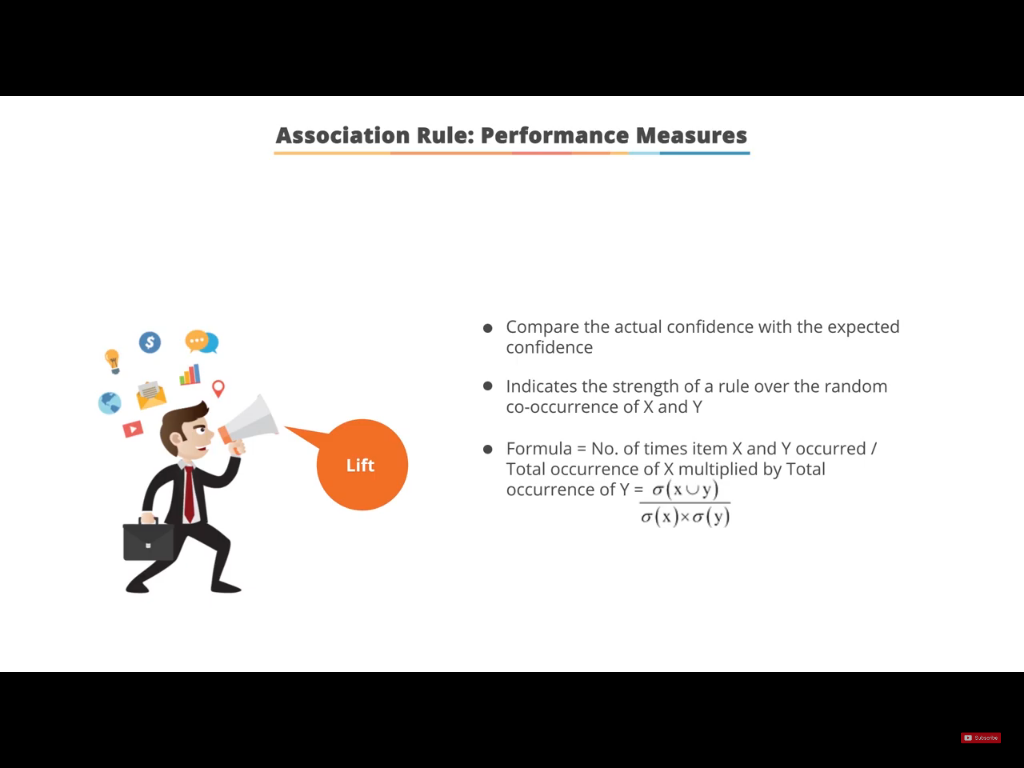 Association Rule: Performance Measures
$
Lift
● Compare the actual confidence with the expected
confidence
● Indicates the strength of a rule over the random
co-occurrence of X and Y
● Formula = No. of times item X and Y occurred /
Total occurrence of X multiplied by Total
occurrence of Y = σ(x∪y)
σ(x)×σ(y)
Subscribe